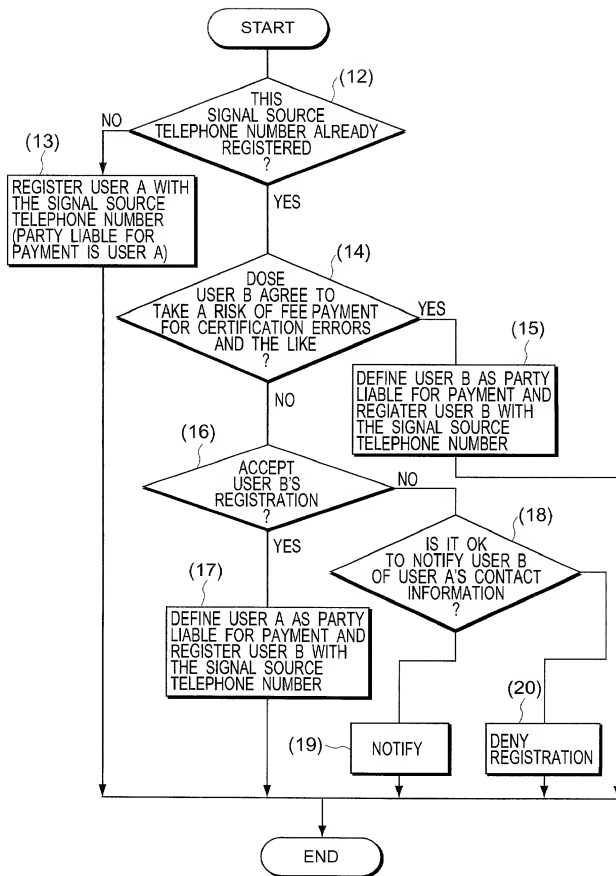 START
(12)
THIS
SIGNAL SOURCE
TELEPHONE NUMBER ALREADY
REGISTERED
?
NO
YES
(13)
REGISTER USER A WITH
THE SIGNAL SOURCE
TELEPHONE NUMBER
(PARTY LIABLE FOR
PAYMENT IS USER A)
(14)
DOSE
USER B AGREE TO
TAKE A RISK OF FEE PAYMENT
FOR CERTIFICATION ERRORS
AND THE LIKE
?
YES
NO
(15)
DEFINE USER B AS PARTY
LIABLE FOR PAYMENT AND
REGIATER USER B WITH
THE SIGNAL SOURCE
TELEPHONE NUMBER
(16)
ACCEPT
USER B'S
REGISTRATION
?
NO
YES
(17)
DEFINE USER A AS PARTY
LIABLE FOR PAYMENT AND
REGISTER USER B WITH
THE SIGNAL SOURCE
TELEPHONE NUMBER
(18)
IS IT OK
TO NOTIFY USER B
OF USER A'S CONTACT
INFORMATION
?
(19)
NOTIFY
(20)
DENY
REGISTRATION
END